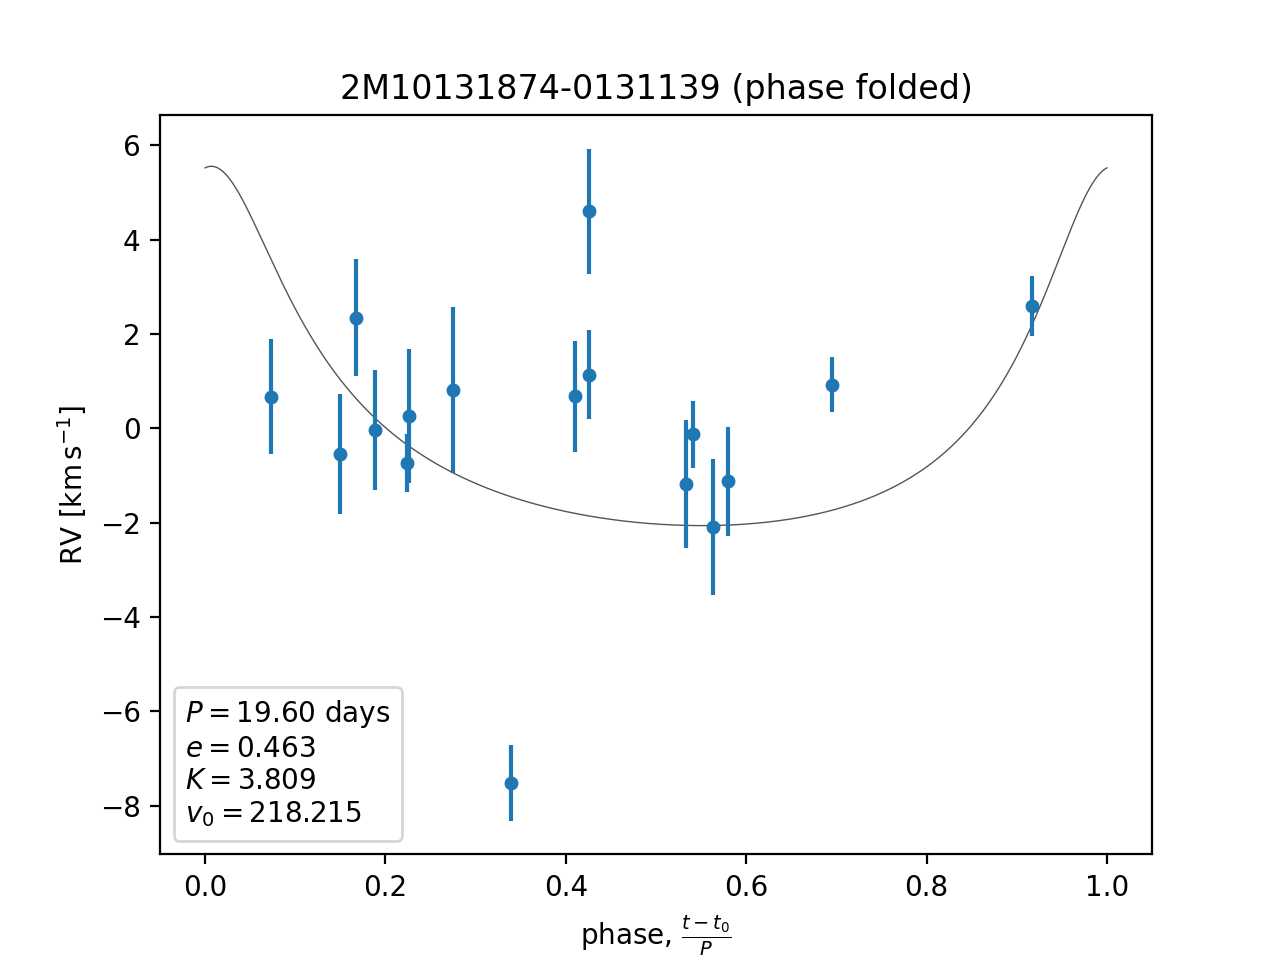 2M10131874-0131139 (phase folded)
6
4
2
0
−2
−4
−6
−8
RV [km s⁻¹]
P = 19.60 days
e = 0.463
K = 3.809
v₀ = 218.215
0.0 0.2 0.4 0.6 0.8 1.0
phase, (t − t₀)/P